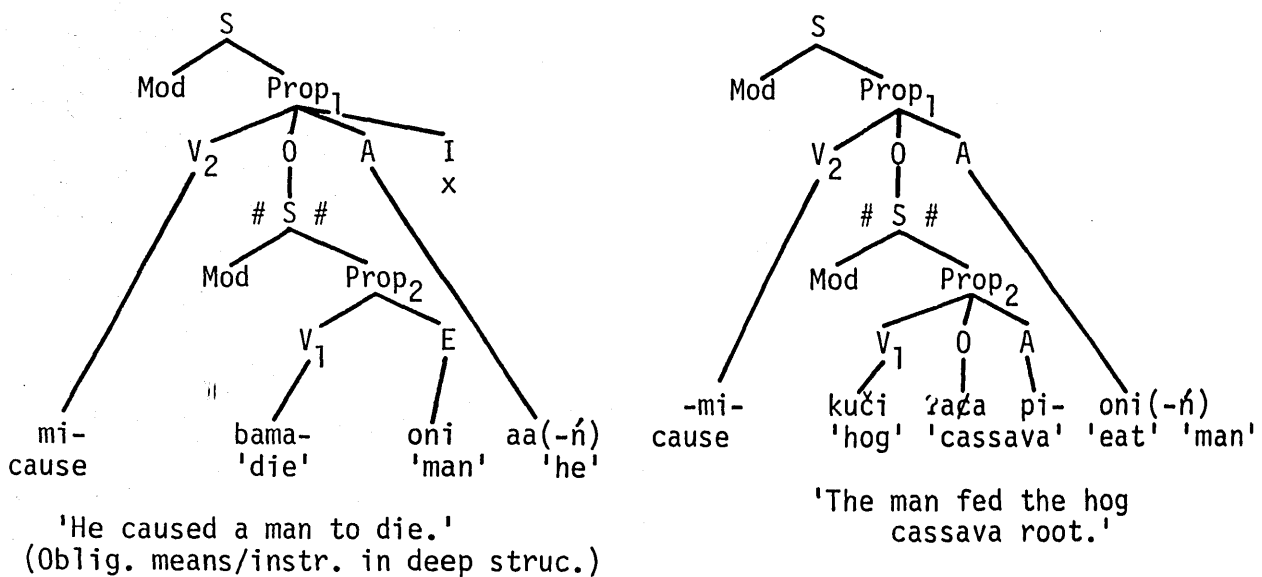 S
Mod Prop₁
V₂ O A I
x
# S #
Mod Prop₂
V₁ E
mi- bama- oni aa(-ń)
cause 'die' 'man' 'he'
'He caused a man to die.'
(Oblig. means/instr. in deep struc.)
S
Mod Prop₁
V₂ O A
# S #
Mod Prop₂
V₁ O A
-mi- kuči ʔa¢a pi- oni(-ń)
cause 'hog' 'cassava' 'eat' 'man'
'The man fed the hog
cassava root.'